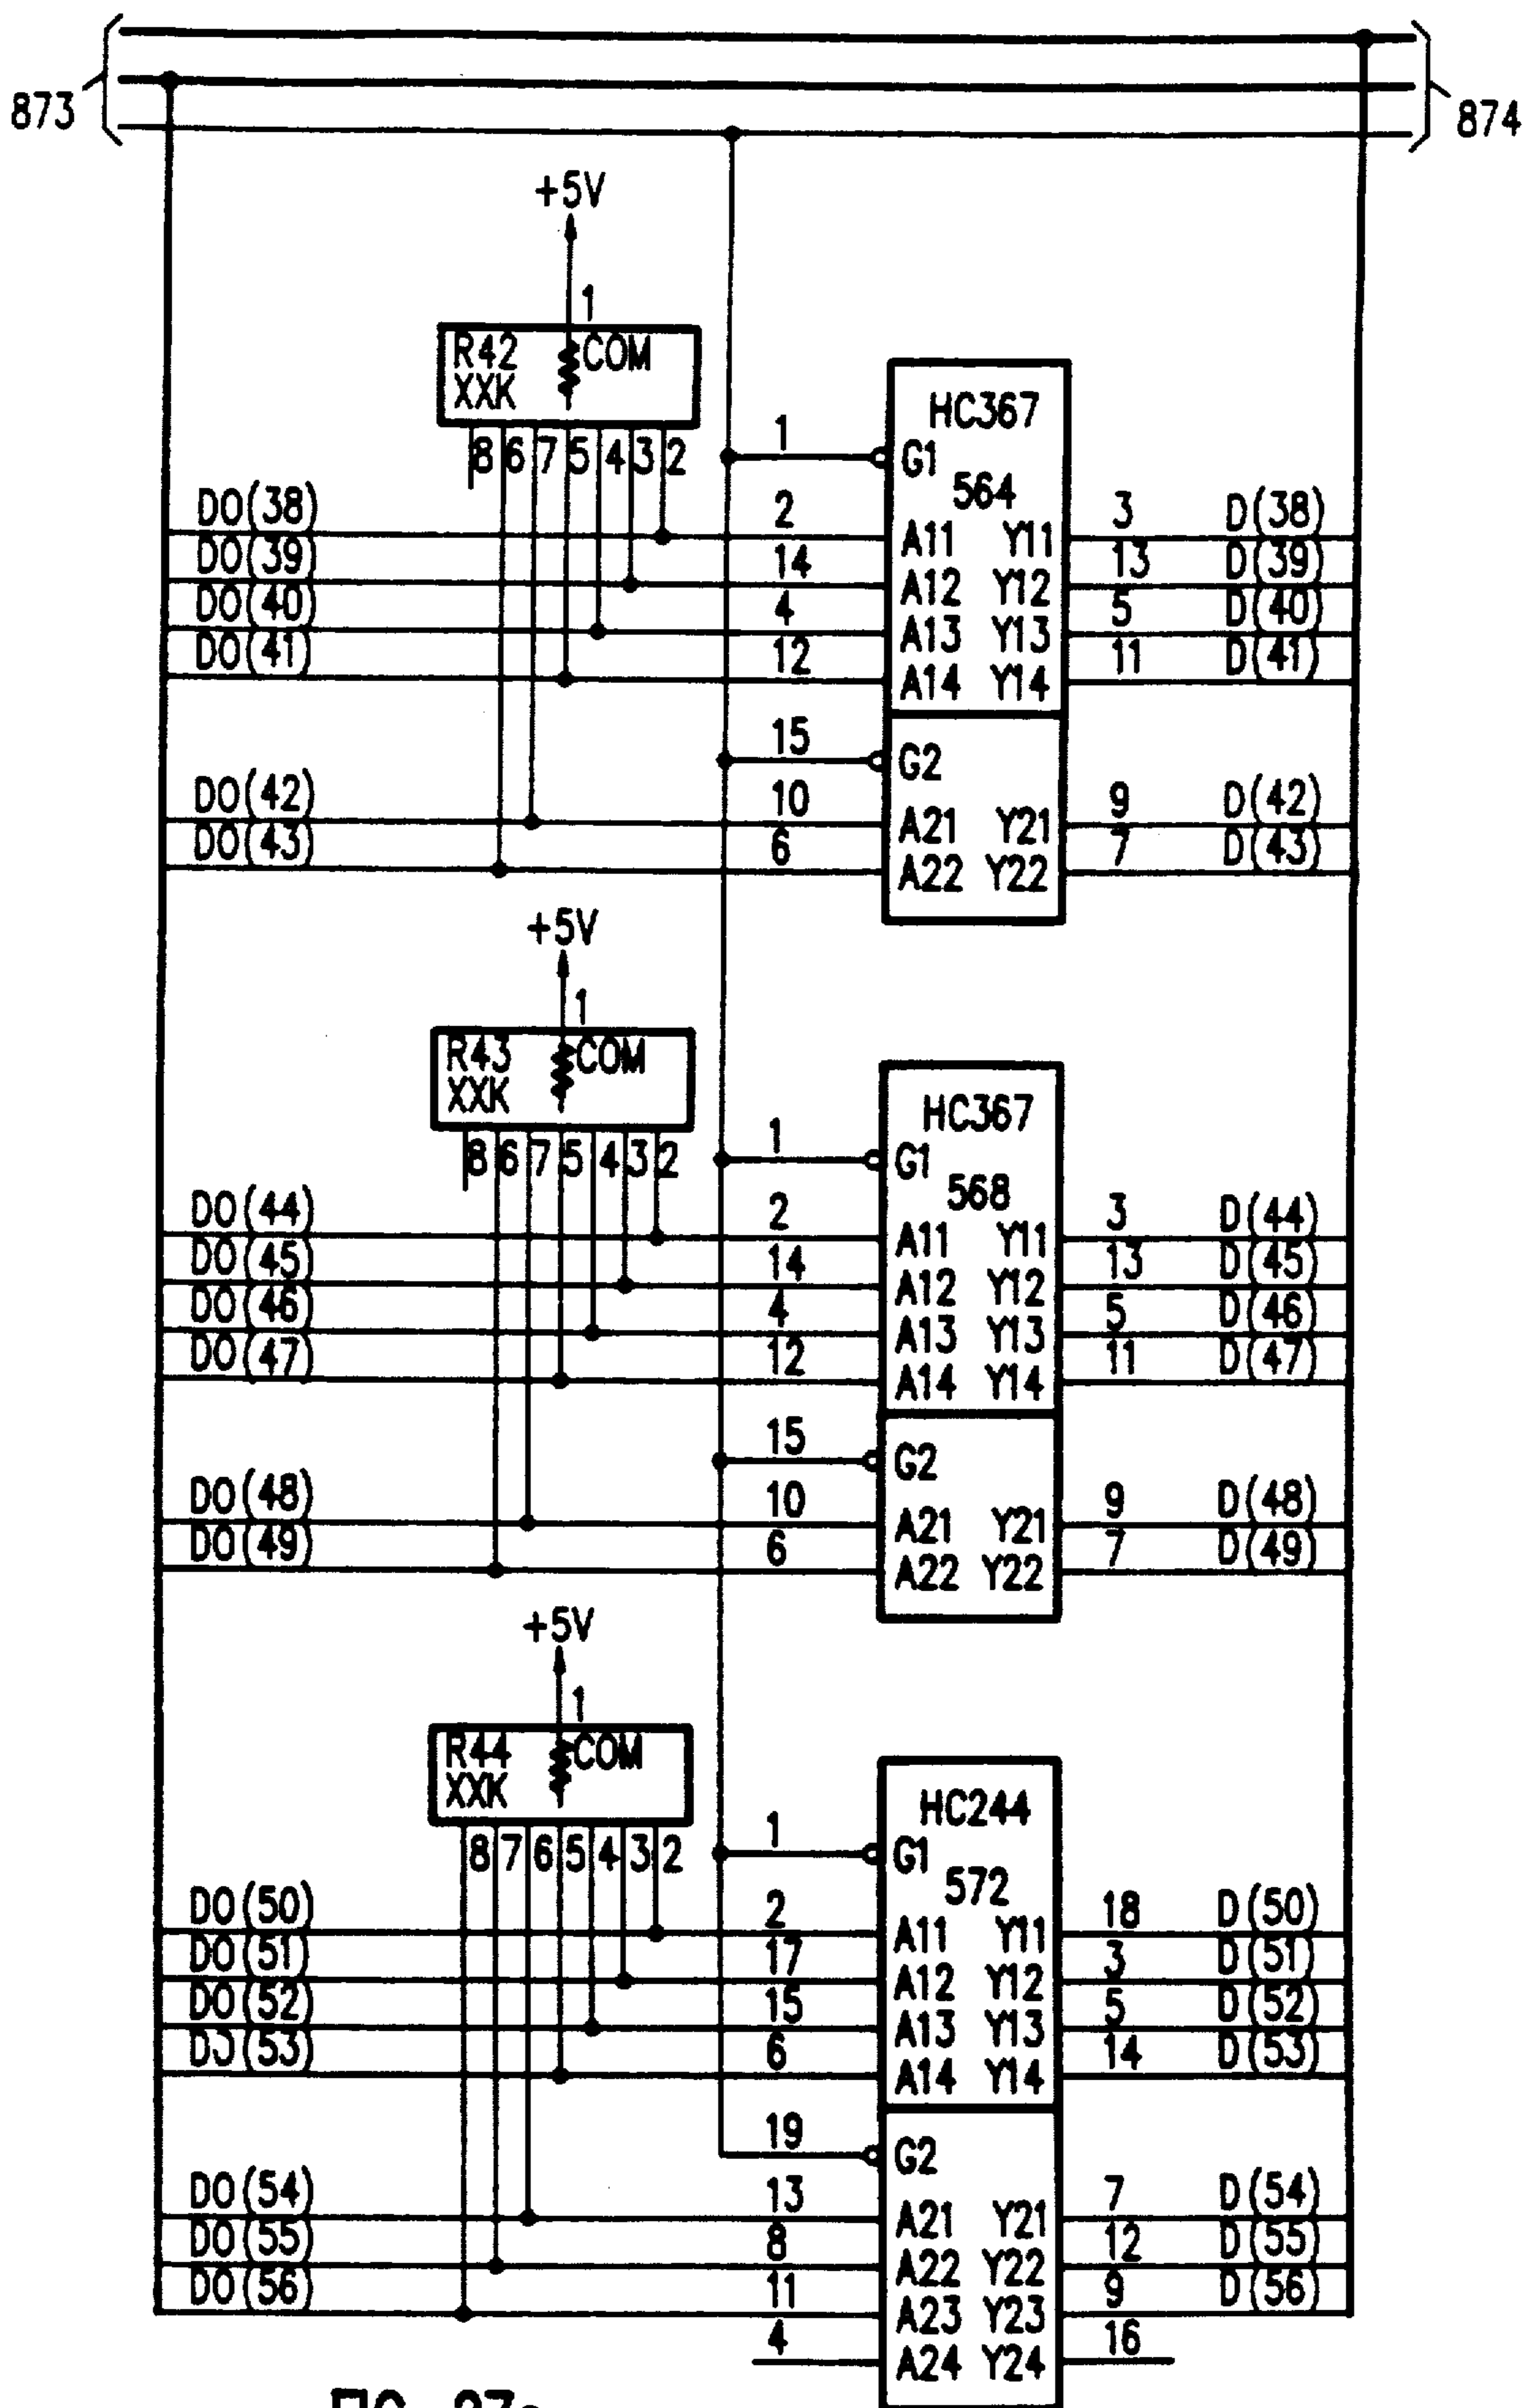 873
874
+5V
1
R42 COM
XXK
8 6 7 5 4 3 2
HC367
1 G1
564
DO(38) 2 A11 Y11 3 D(38)
DO(39) 14 A12 Y12 13 D(39)
DO(40) 4 A13 Y13 5 D(40)
DO(41) 12 A14 Y14 11 D(41)
15 G2
DO(42) 10 A21 Y21 9 D(42)
DO(43) 6 A22 Y22 7 D(43)
+5V
1
R43 COM
XXK
8 6 7 5 4 3 2
HC367
1 G1
568
DO(44) 2 A11 Y11 3 D(44)
DO(45) 14 A12 Y12 13 D(45)
DO(46) 4 A13 Y13 5 D(46)
DO(47) 12 A14 Y14 11 D(47)
15 G2
DO(48) 10 A21 Y21 9 D(48)
DO(49) 6 A22 Y22 7 D(49)
+5V
1
R44 COM
XXK
8 7 6 5 4 3 2
HC244
1 G1
572
DO(50) 2 A11 Y11 18 D(50)
DO(51) 17 A12 Y12 3 D(51)
DO(52) 15 A13 Y13 5 D(52)
DJ(53) 6 A14 Y14 14 D(53)
19 G2
DO(54) 13 A21 Y21 7 D(54)
DO(55) 8 A22 Y22 12 D(55)
DO(56) 11 A23 Y23 9 D(56)
4 A24 Y24 16